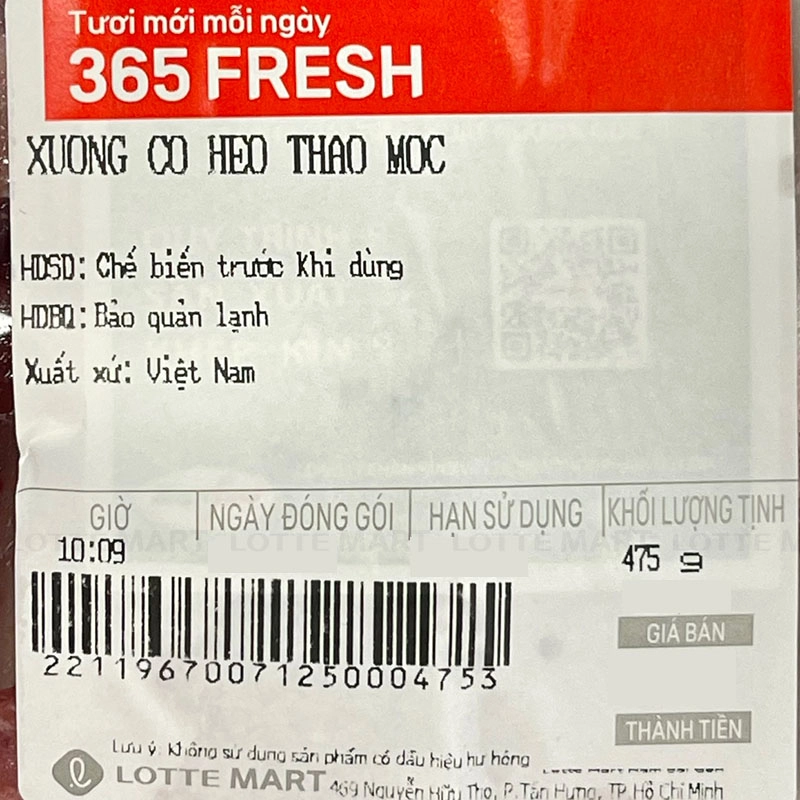 Tươi mới mỗi ngày
365 FRESH
XUONG CO HEO THAO MOC
HDSD: Chế biến trước khi dùng
HDBQ: Bảo quản lạnh
Xuất xứ: Việt Nam
GIỜ NGÀY ĐÓNG GÓI HẠN SỬ DỤNG KHỐI LƯỢNG TỊNH
10:09 475 g
22119670071250004753
GIÁ BÁN
THÀNH TIỀN
Lưu ý: Không sử dụng sản phẩm có dấu hiệu hư hỏng
LOTTE MART 469 Nguyễn Hữu Thọ, P.Tân Hưng, TP.Hồ Chí Minh